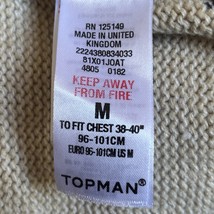 RN 125149
MADE IN UNITED
KINGDOM
2224380834033
81X01JOAT
4805 0182
KEEP AWAY
FROM FIRE
M
TO FIT CHEST 38-40"
96-101CM
EURO 96-101CM US M
TOPMAN®